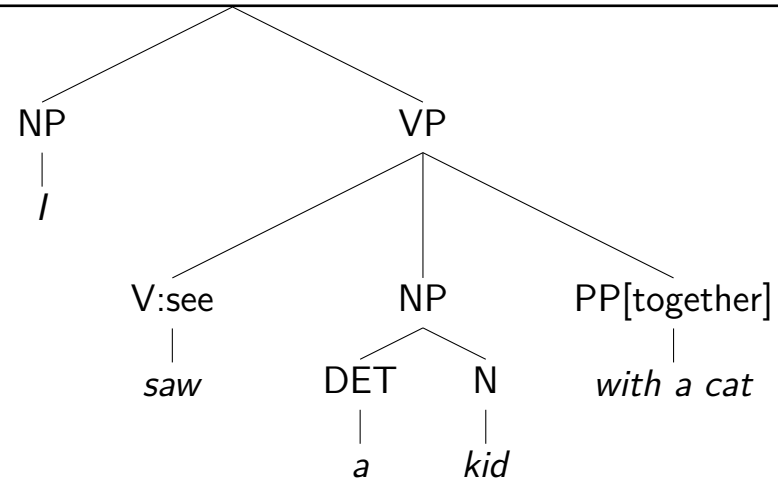 NP VP
I
V:see NP PP[together]
saw DET N with a cat
a kid